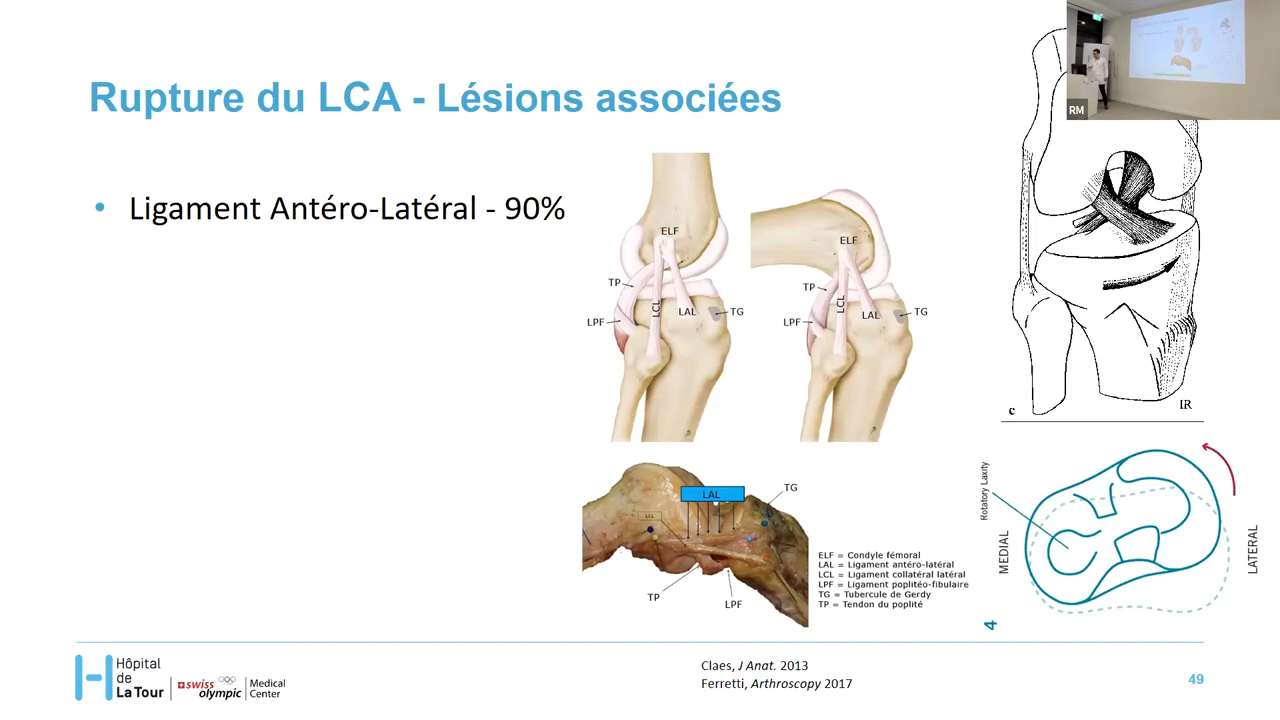 Rupture du LCA - Lésions associées
RM
• Ligament Antéro-Latéral - 90%
ELF
TP
LCL
LAL
TG
LPF
ELF
TP
LCL
LAL
TG
LPF
c
IR
LAL
TG
LCL
TP
LPF
ELF = Condyle fémoral
LAL = Ligament antéro-latéral
LCL = Ligament collatéral latéral
LPF = Ligament poplitéo-fibulaire
TG = Tubercule de Gerdy
TP = Tendon du poplité
Rotatory Laxity
MEDIAL
LATERAL
4
Hôpital
de
La Tour
swiss
olympic
Medical
Center
Claes, J Anat. 2013
Ferretti, Arthroscopy 2017
49